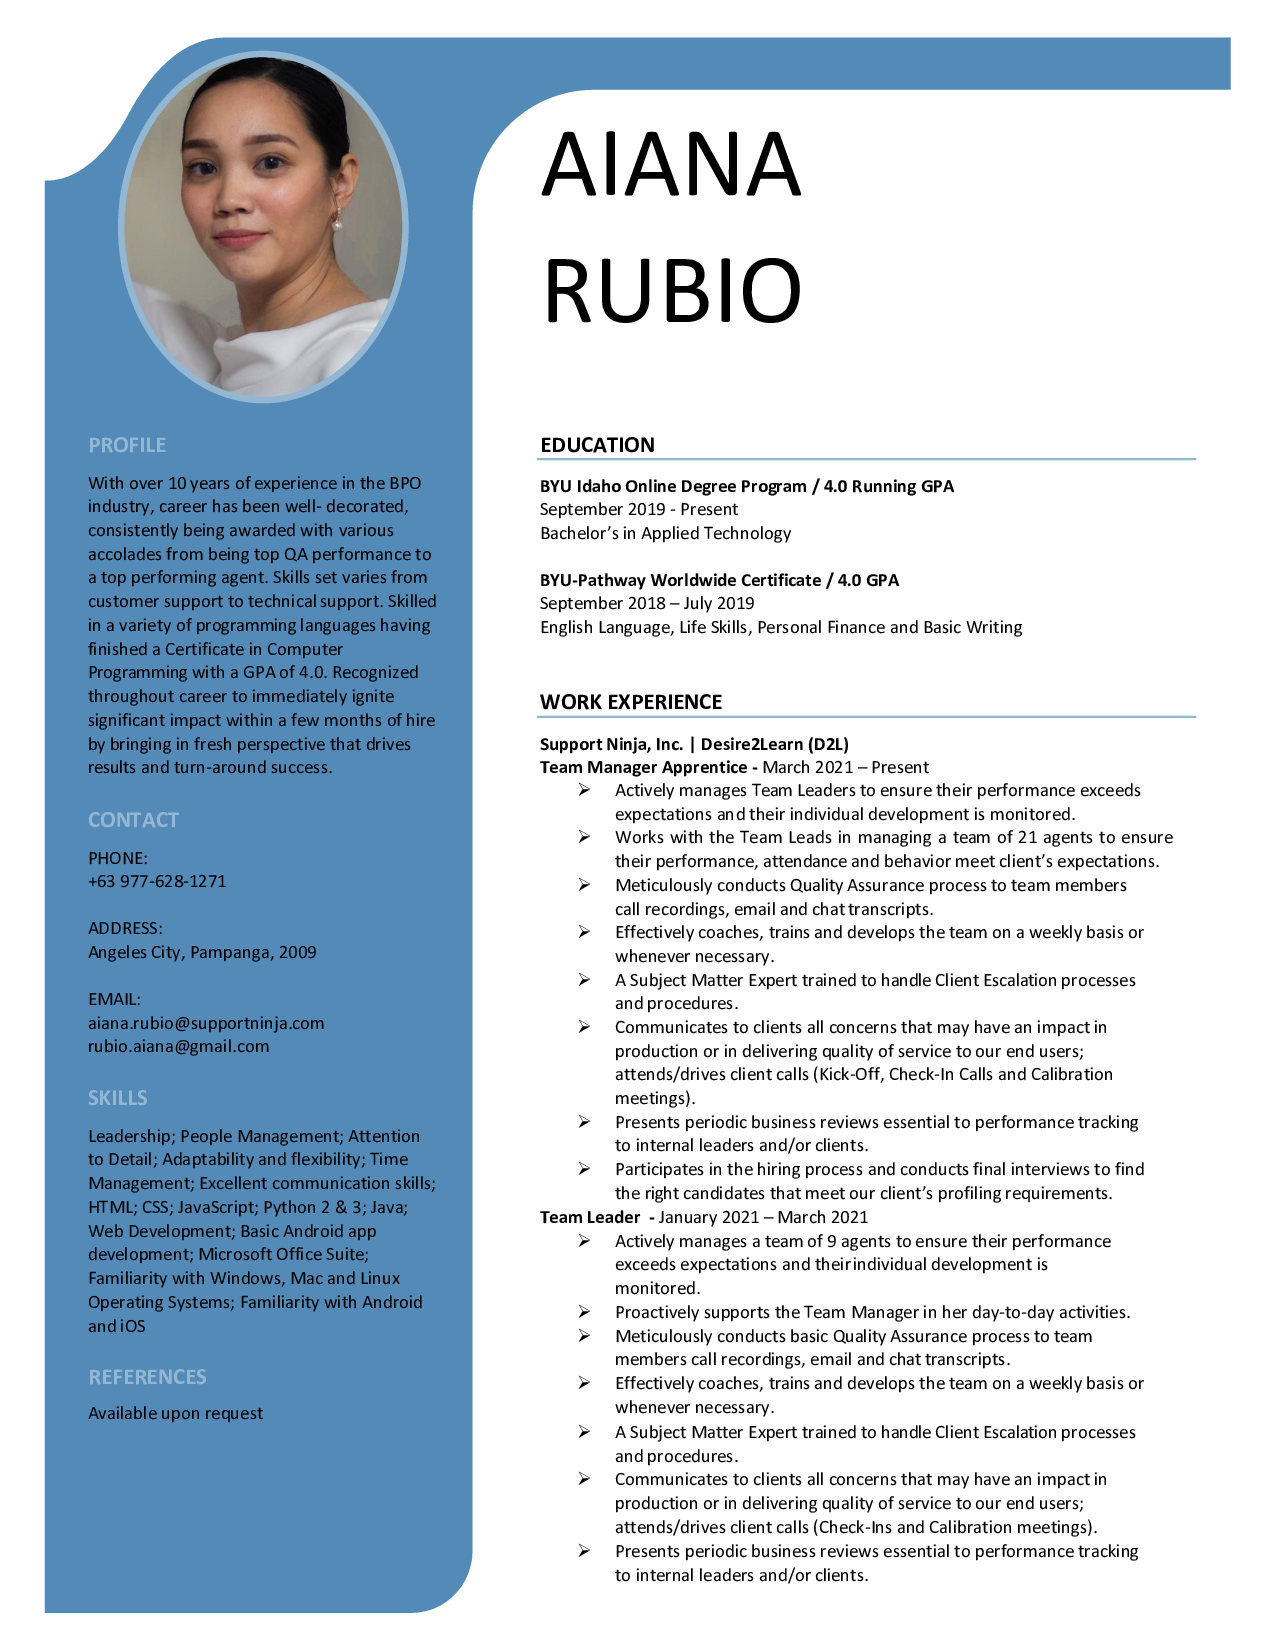 AIANA
RUBIO
PROFILE
With over 10 years of experience in the BPO
industry, career has been well- decorated,
consistently being awarded with various
accolades from being top QA performance to
a top performing agent. Skills set varies from
customer support to technical support. Skilled
in a variety of programming languages having
finished a Certificate in Computer
Programming with a GPA of 4.0. Recognized
throughout career to immediately ignite
significant impact within a few months of hire
by bringing in fresh perspective that drives
results and turn-around success.
CONTACT
PHONE:
+63 977-628-1271
ADDRESS:
Angeles City, Pampanga, 2009
EMAIL:
aiana.rubio@supportninja.com
rubio.aiana@gmail.com
SKILLS
Leadership; People Management; Attention
to Detail; Adaptability and flexibility; Time
Management; Excellent communication skills;
HTML; CSS; JavaScript; Python 2 & 3; Java;
Web Development; Basic Android app
development; Microsoft Office Suite;
Familiarity with Windows, Mac and Linux
Operating Systems; Familiarity with Android
and iOS
REFERENCES
Available upon request
EDUCATION
BYU Idaho Online Degree Program / 4.0 Running GPA
September 2019 - Present
Bachelor's in Applied Technology
BYU-Pathway Worldwide Certificate / 4.0 GPA
September 2018 – July 2019
English Language, Life Skills, Personal Finance and Basic Writing
WORK EXPERIENCE
Support Ninja, Inc. | Desire2Learn (D2L)
Team Manager Apprentice - March 2021 – Present
➢ Actively manages Team Leaders to ensure their performance exceeds
expectations and their individual development is monitored.
➢ Works with the Team Leads in managing a team of 21 agents to ensure
their performance, attendance and behavior meet client's expectations.
➢ Meticulously conducts Quality Assurance process to team members
call recordings, email and chat transcripts.
➢ Effectively coaches, trains and develops the team on a weekly basis or
whenever necessary.
➢ A Subject Matter Expert trained to handle Client Escalation processes
and procedures.
➢ Communicates to clients all concerns that may have an impact in
production or in delivering quality of service to our end users;
attends/drives client calls (Kick-Off, Check-In Calls and Calibration
meetings).
➢ Presents periodic business reviews essential to performance tracking
to internal leaders and/or clients.
➢ Participates in the hiring process and conducts final interviews to find
the right candidates that meet our client's profiling requirements.
Team Leader - January 2021 – March 2021
➢ Actively manages a team of 9 agents to ensure their performance
exceeds expectations and their individual development is
monitored.
➢ Proactively supports the Team Manager in her day-to-day activities.
➢ Meticulously conducts basic Quality Assurance process to team
members call recordings, email and chat transcripts.
➢ Effectively coaches, trains and develops the team on a weekly basis or
whenever necessary.
➢ A Subject Matter Expert trained to handle Client Escalation processes
and procedures.
➢ Communicates to clients all concerns that may have an impact in
production or in delivering quality of service to our end users;
attends/drives client calls (Check-Ins and Calibration meetings).
➢ Presents periodic business reviews essential to performance tracking
to internal leaders and/or clients.